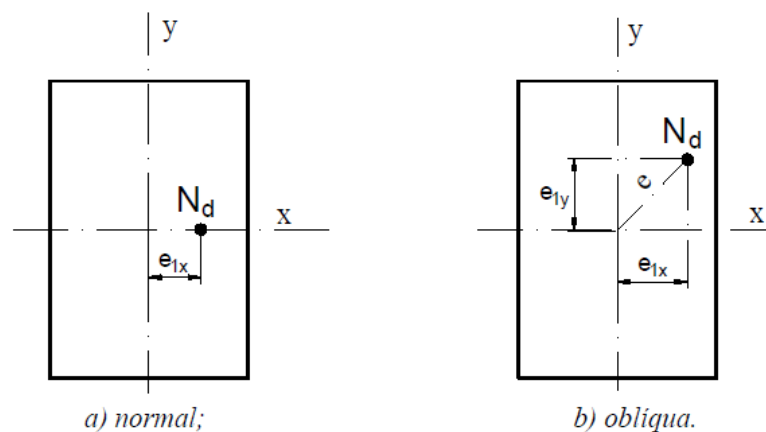 y
N_d
x
e_1x
a) normal;
y
N_d
e
e_1y
x
e_1x
b) oblíqua.